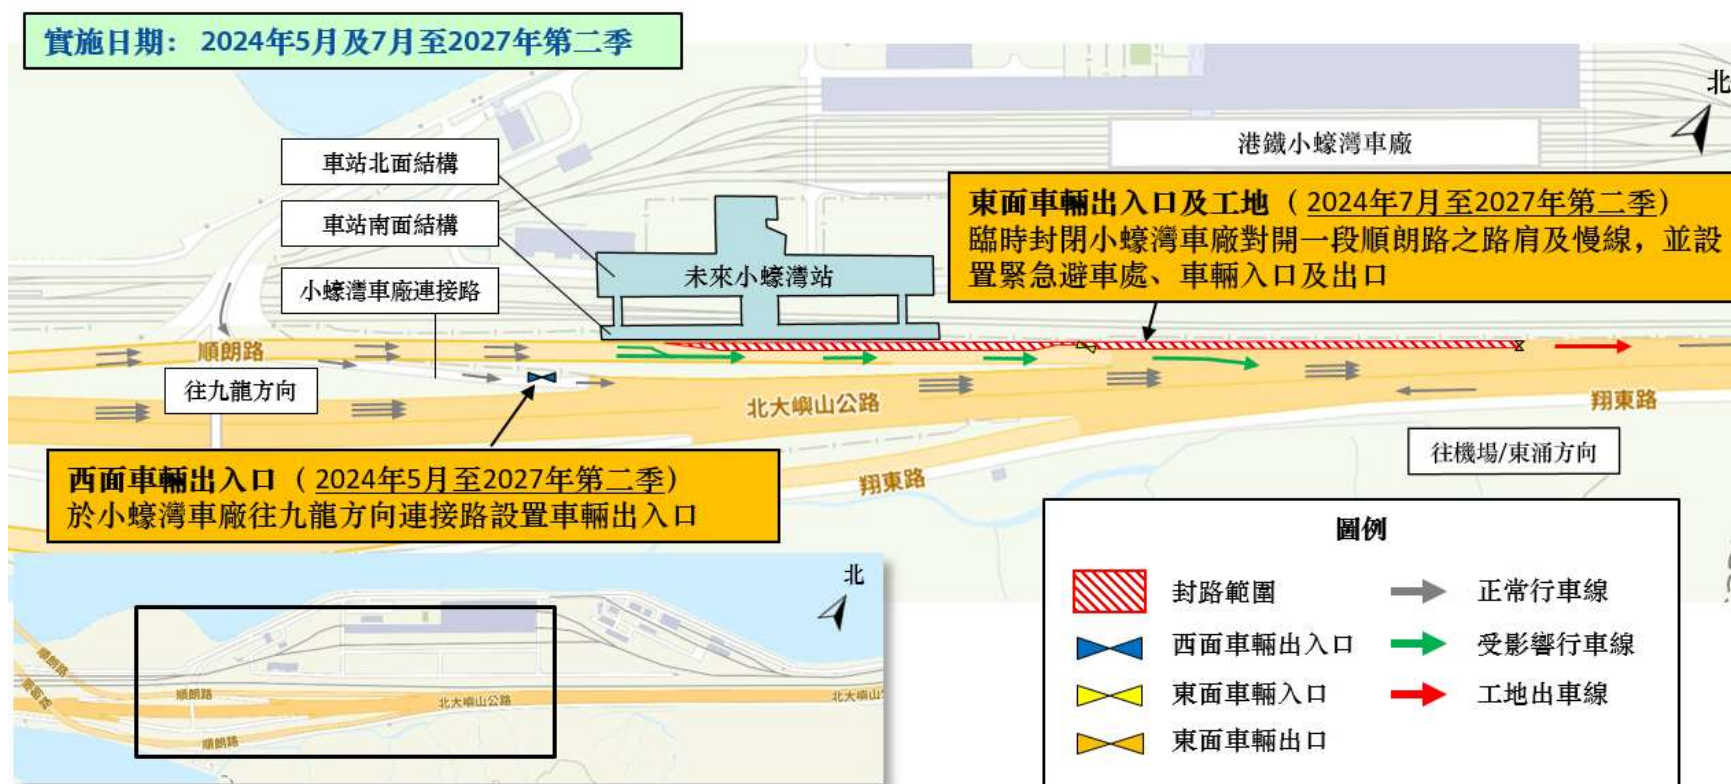 實施日期： 2024年5月及7月至2027年第二季
北
港鐵小蠔灣車廠
車站北面結構
車站南面結構
小蠔灣車廠連接路
未來小蠔灣站
東面車輛出入口及工地（2024年7月至2027年第二季）
臨時封閉小蠔灣車廠對開一段順朗路之路肩及慢線，並設
置緊急避車處、車輛入口及出口
順朗路
往九龍方向
北大嶼山公路
翔東路
翔東路
往機場/東涌方向
西面車輛出入口（2024年5月至2027年第二季）
於小蠔灣車廠往九龍方向連接路設置車輛出入口
北
順朗路
順朗路
北大嶼山公路
北大嶼山
順朗路
圖例
封路範圍
正常行車線
西面車輛出入口
受影響行車線
東面車輛入口
工地出車線
東面車輛出口